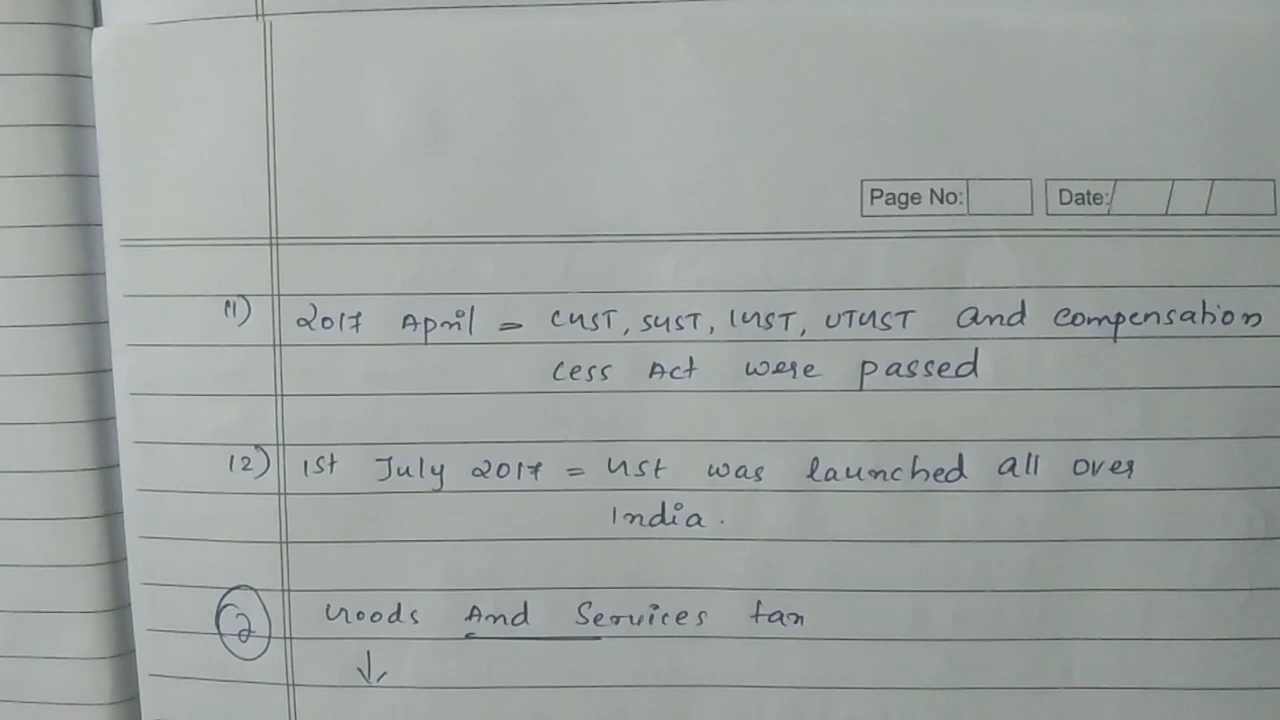 Page No: Date: / / /
11) 2017 April = CGST, SGST, IGST, UTGST and compensation
cess Act were passed
12) 1st July 2017 = GST was launched all over
India.
2 Goods And Services tax